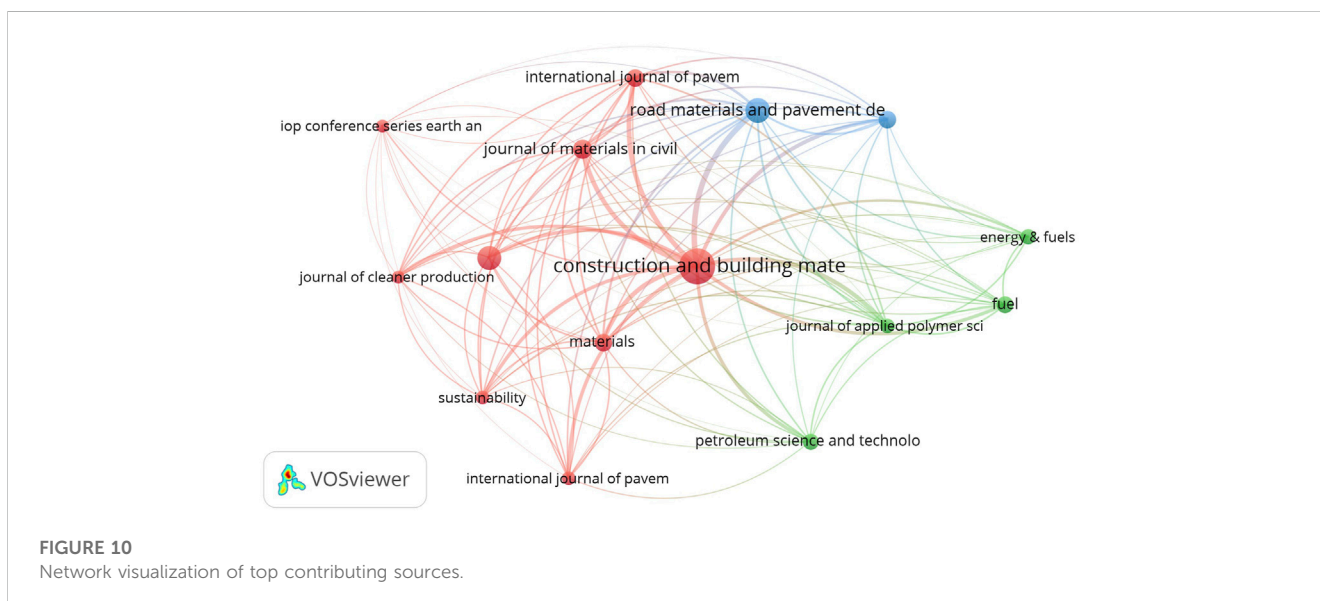 international journal of pavem
road materials and pavement de
iop conference series earth an
journal of materials in civil
energy & fuels
construction and building mate
journal of cleaner production
fuel
journal of applied polymer sci
materials
sustainability
petroleum science and technolo
international journal of pavem
VOSviewer
FIGURE 10
Network visualization of top contributing sources.